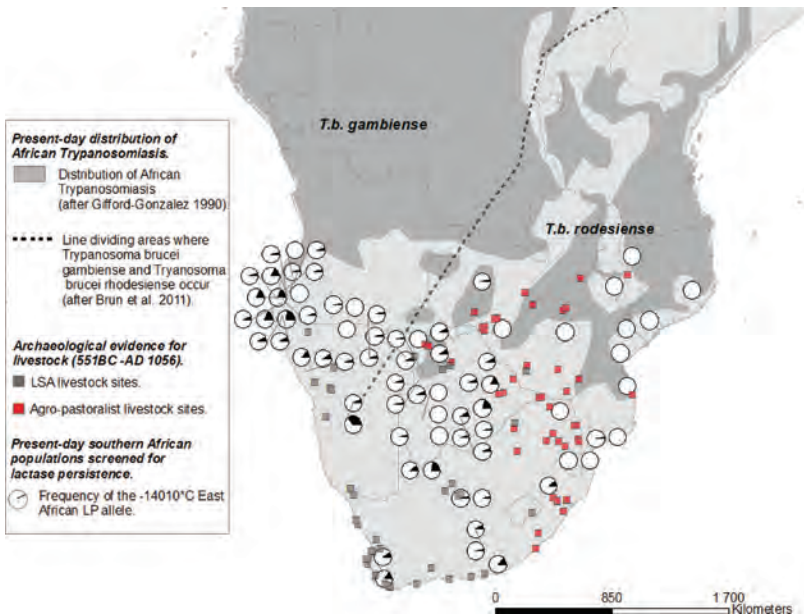 Present-day distribution of
African Trypanosomiasis.
Distribution of African
Trypanosomiasis
(after Gifford-Gonzalez 1990)
Line dividing areas where
Trypanosoma brucei
gambiense and Tryanosoma
brucei rhodesiense occur
(after Brun et al. 2011).
Archaeological evidence for
livestock (551BC -AD 1056).
LSA livestock sites.
Agro-pastoralist livestock sites.
Present-day southern African
populations screened for
lactase persistence.
Frequency of the -14010*C East
African LP allele.
T.b. gambiense
T.b. rodesiense
0 850 1 700
Kilometers